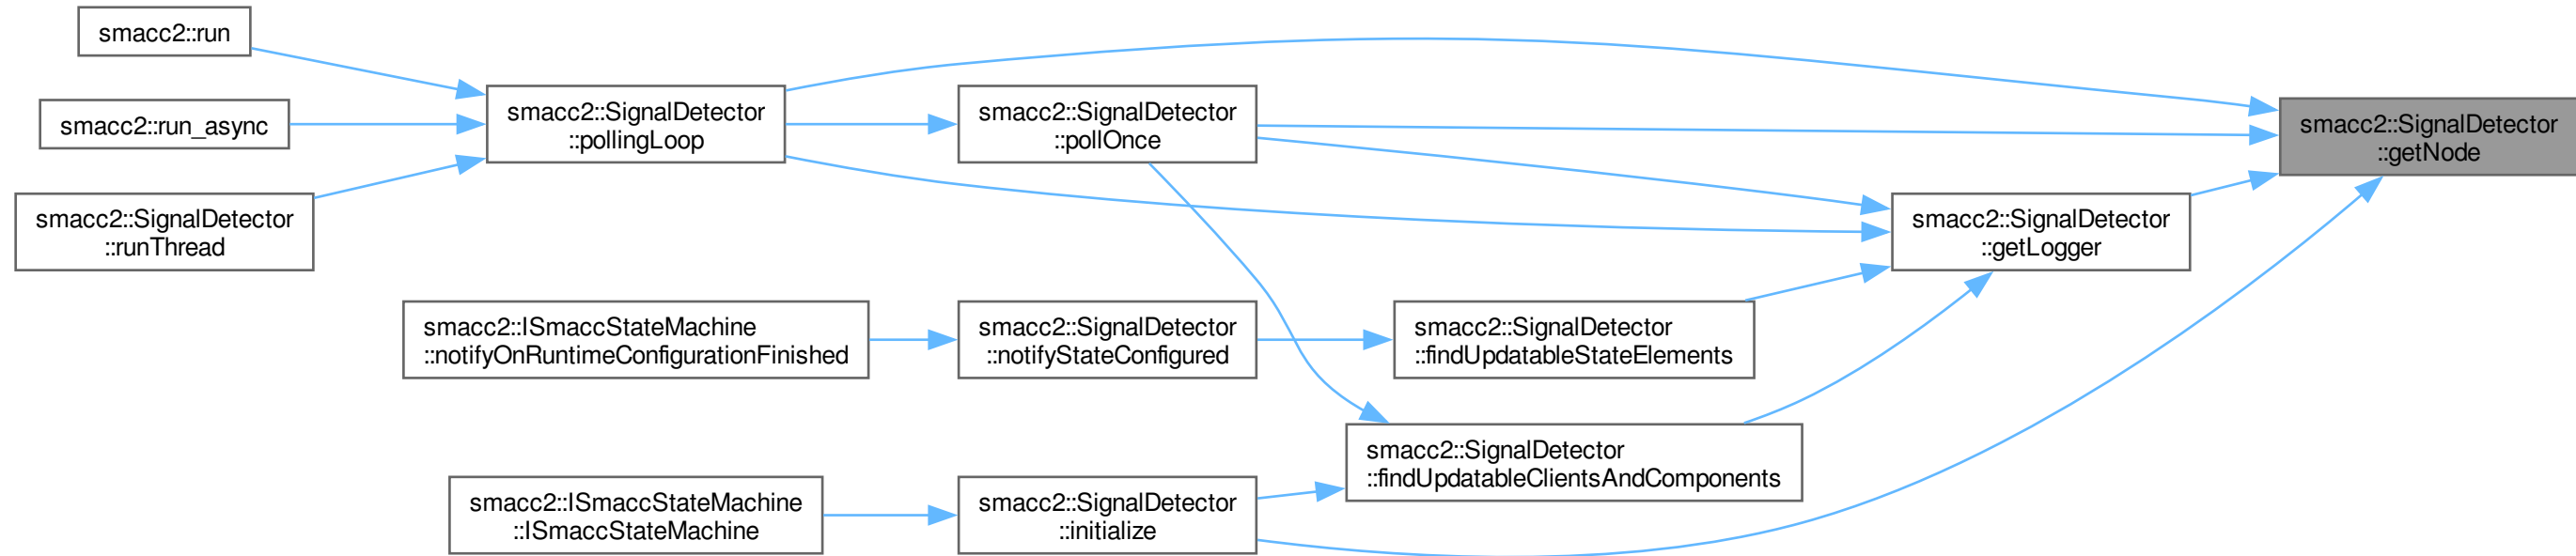 smacc2::run
smacc2::run_async
smacc2::SignalDetector
::runThread
smacc2::SignalDetector
::pollingLoop
smacc2::SignalDetector
::pollOnce
smacc2::SignalDetector
::getNode
smacc2::SignalDetector
::getLogger
smacc2::ISmaccStateMachine
::notifyOnRuntimeConfigurationFinished
smacc2::SignalDetector
::notifyStateConfigured
smacc2::SignalDetector
::findUpdatableStateElements
smacc2::SignalDetector
::findUpdatableClientsAndComponents
smacc2::ISmaccStateMachine
::ISmaccStateMachine
smacc2::SignalDetector
::initialize